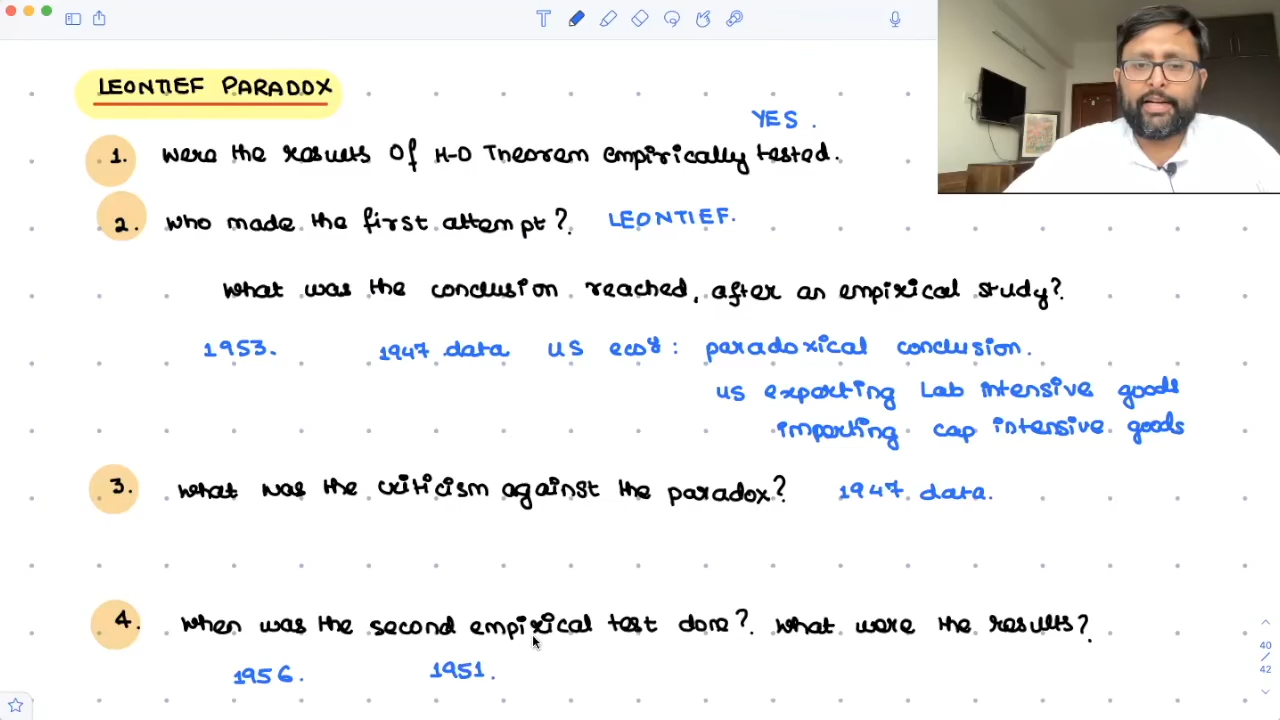 LEONTIEF PARADOX
YES.
1. Were the results Of H-O Theorem empirically tested.
2. Who made the first attempt? LEONTIEF.
What was the conclusion reached, after an empirical study?
1953. 1947 data US ecoy: paradoxical conclusion.
US exporting Lab intensive goods
importing cap intensive goods
3. What was the criticism against the paradox? 1947 data.
4. When was the second empirical test done? What were the results?
1956. 1951.
40
/
42